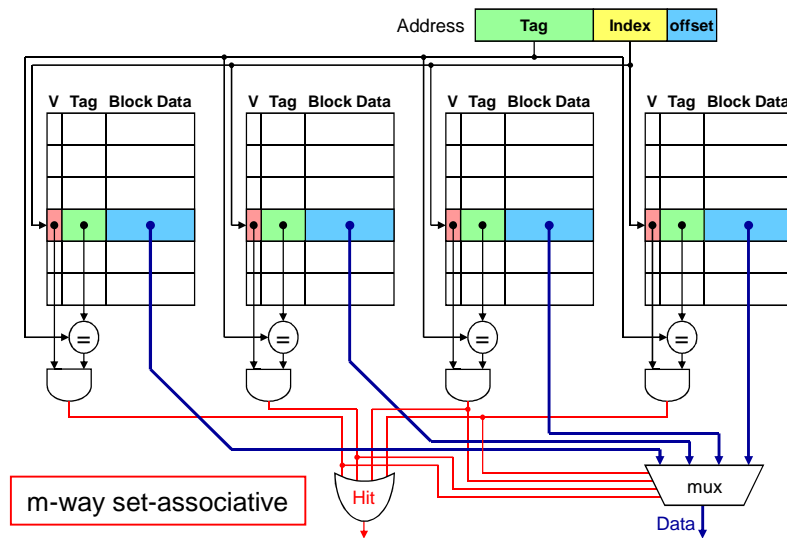 Address Tag Index offset
V Tag Block Data V Tag Block Data V Tag Block Data V Tag Block Data
= = = =
m-way set-associative
Hit
mux
Data